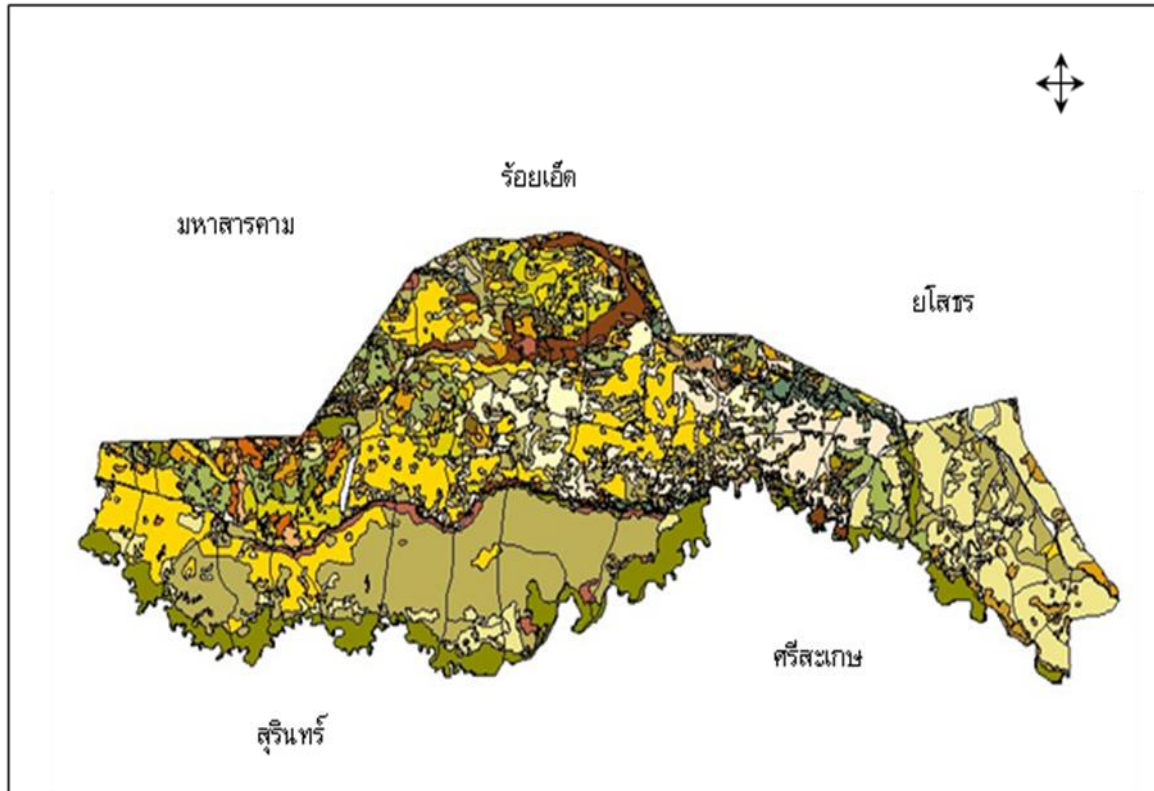 ร้อยเอ็ด
มหาสารคาม
ยโสธร
ศรีสะเกษ
สุรินทร์